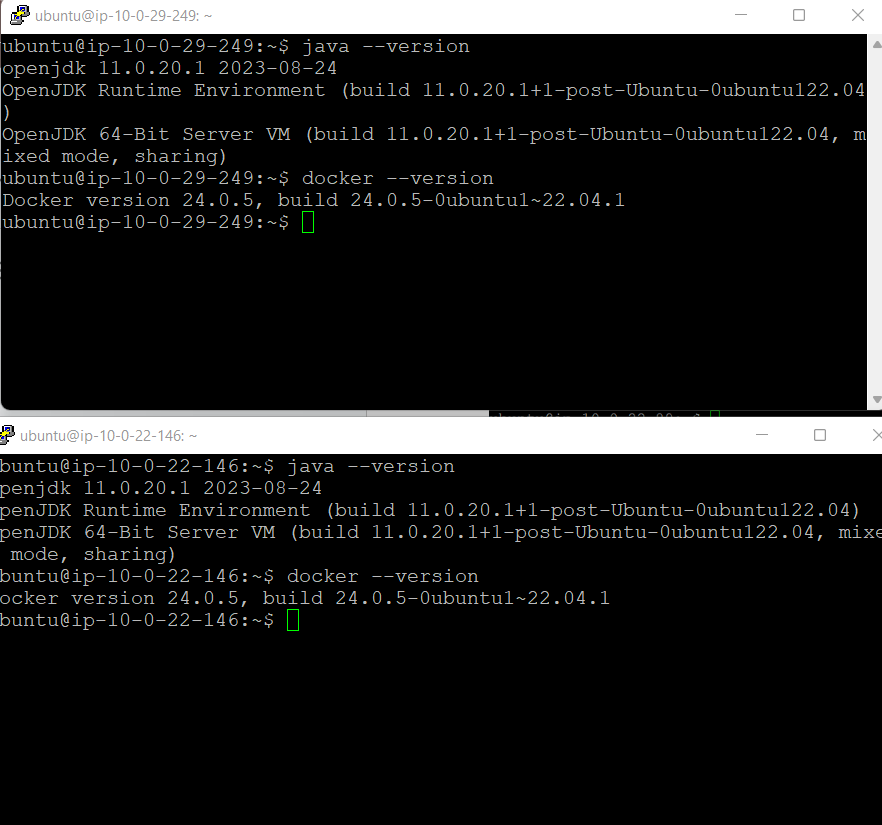 ubuntu@ip-10-0-29-249: ~
ubuntu@ip-10-0-29-249:~$ java --version
openjdk 11.0.20.1 2023-08-24
OpenJDK Runtime Environment (build 11.0.20.1+1-post-Ubuntu-0ubuntu122.04
)
OpenJDK 64-Bit Server VM (build 11.0.20.1+1-post-Ubuntu-0ubuntu122.04, m
ixed mode, sharing)
ubuntu@ip-10-0-29-249:~$ docker --version
Docker version 24.0.5, build 24.0.5-0ubuntu1~22.04.1
ubuntu@ip-10-0-29-249:~$
ubuntu@ip-10-0-22-146: ~
buntu@ip-10-0-22-146:~$ java --version
penjdk 11.0.20.1 2023-08-24
penJDK Runtime Environment (build 11.0.20.1+1-post-Ubuntu-0ubuntu122.04)
penJDK 64-Bit Server VM (build 11.0.20.1+1-post-Ubuntu-0ubuntu122.04, mixe
mode, sharing)
buntu@ip-10-0-22-146:~$ docker --version
ocker version 24.0.5, build 24.0.5-0ubuntu1~22.04.1
buntu@ip-10-0-22-146:~$